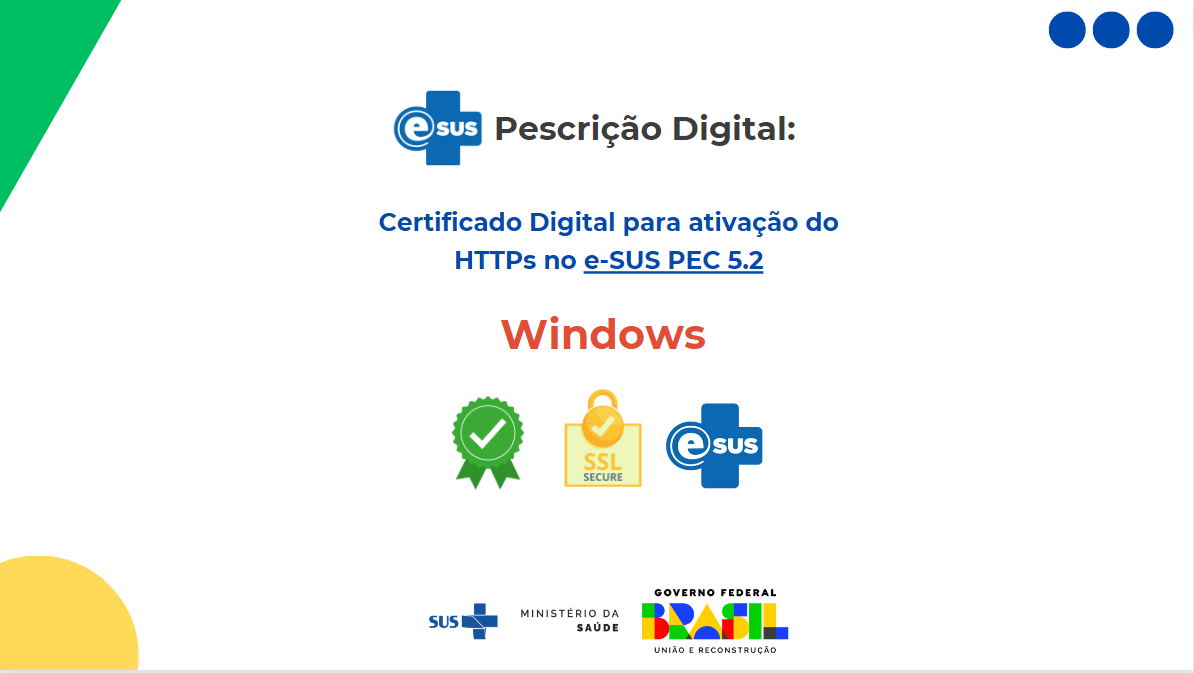 e sus Pescrição Digital:
Certificado Digital para ativação do
HTTPs no e-SUS PEC 5.2
Windows
SSL
SECURE
e sus
SUS
MINISTÉRIO DA
SAÚDE
GOVERNO FEDERAL
BRASIL
UNIÃO E RECONSTRUÇÃO